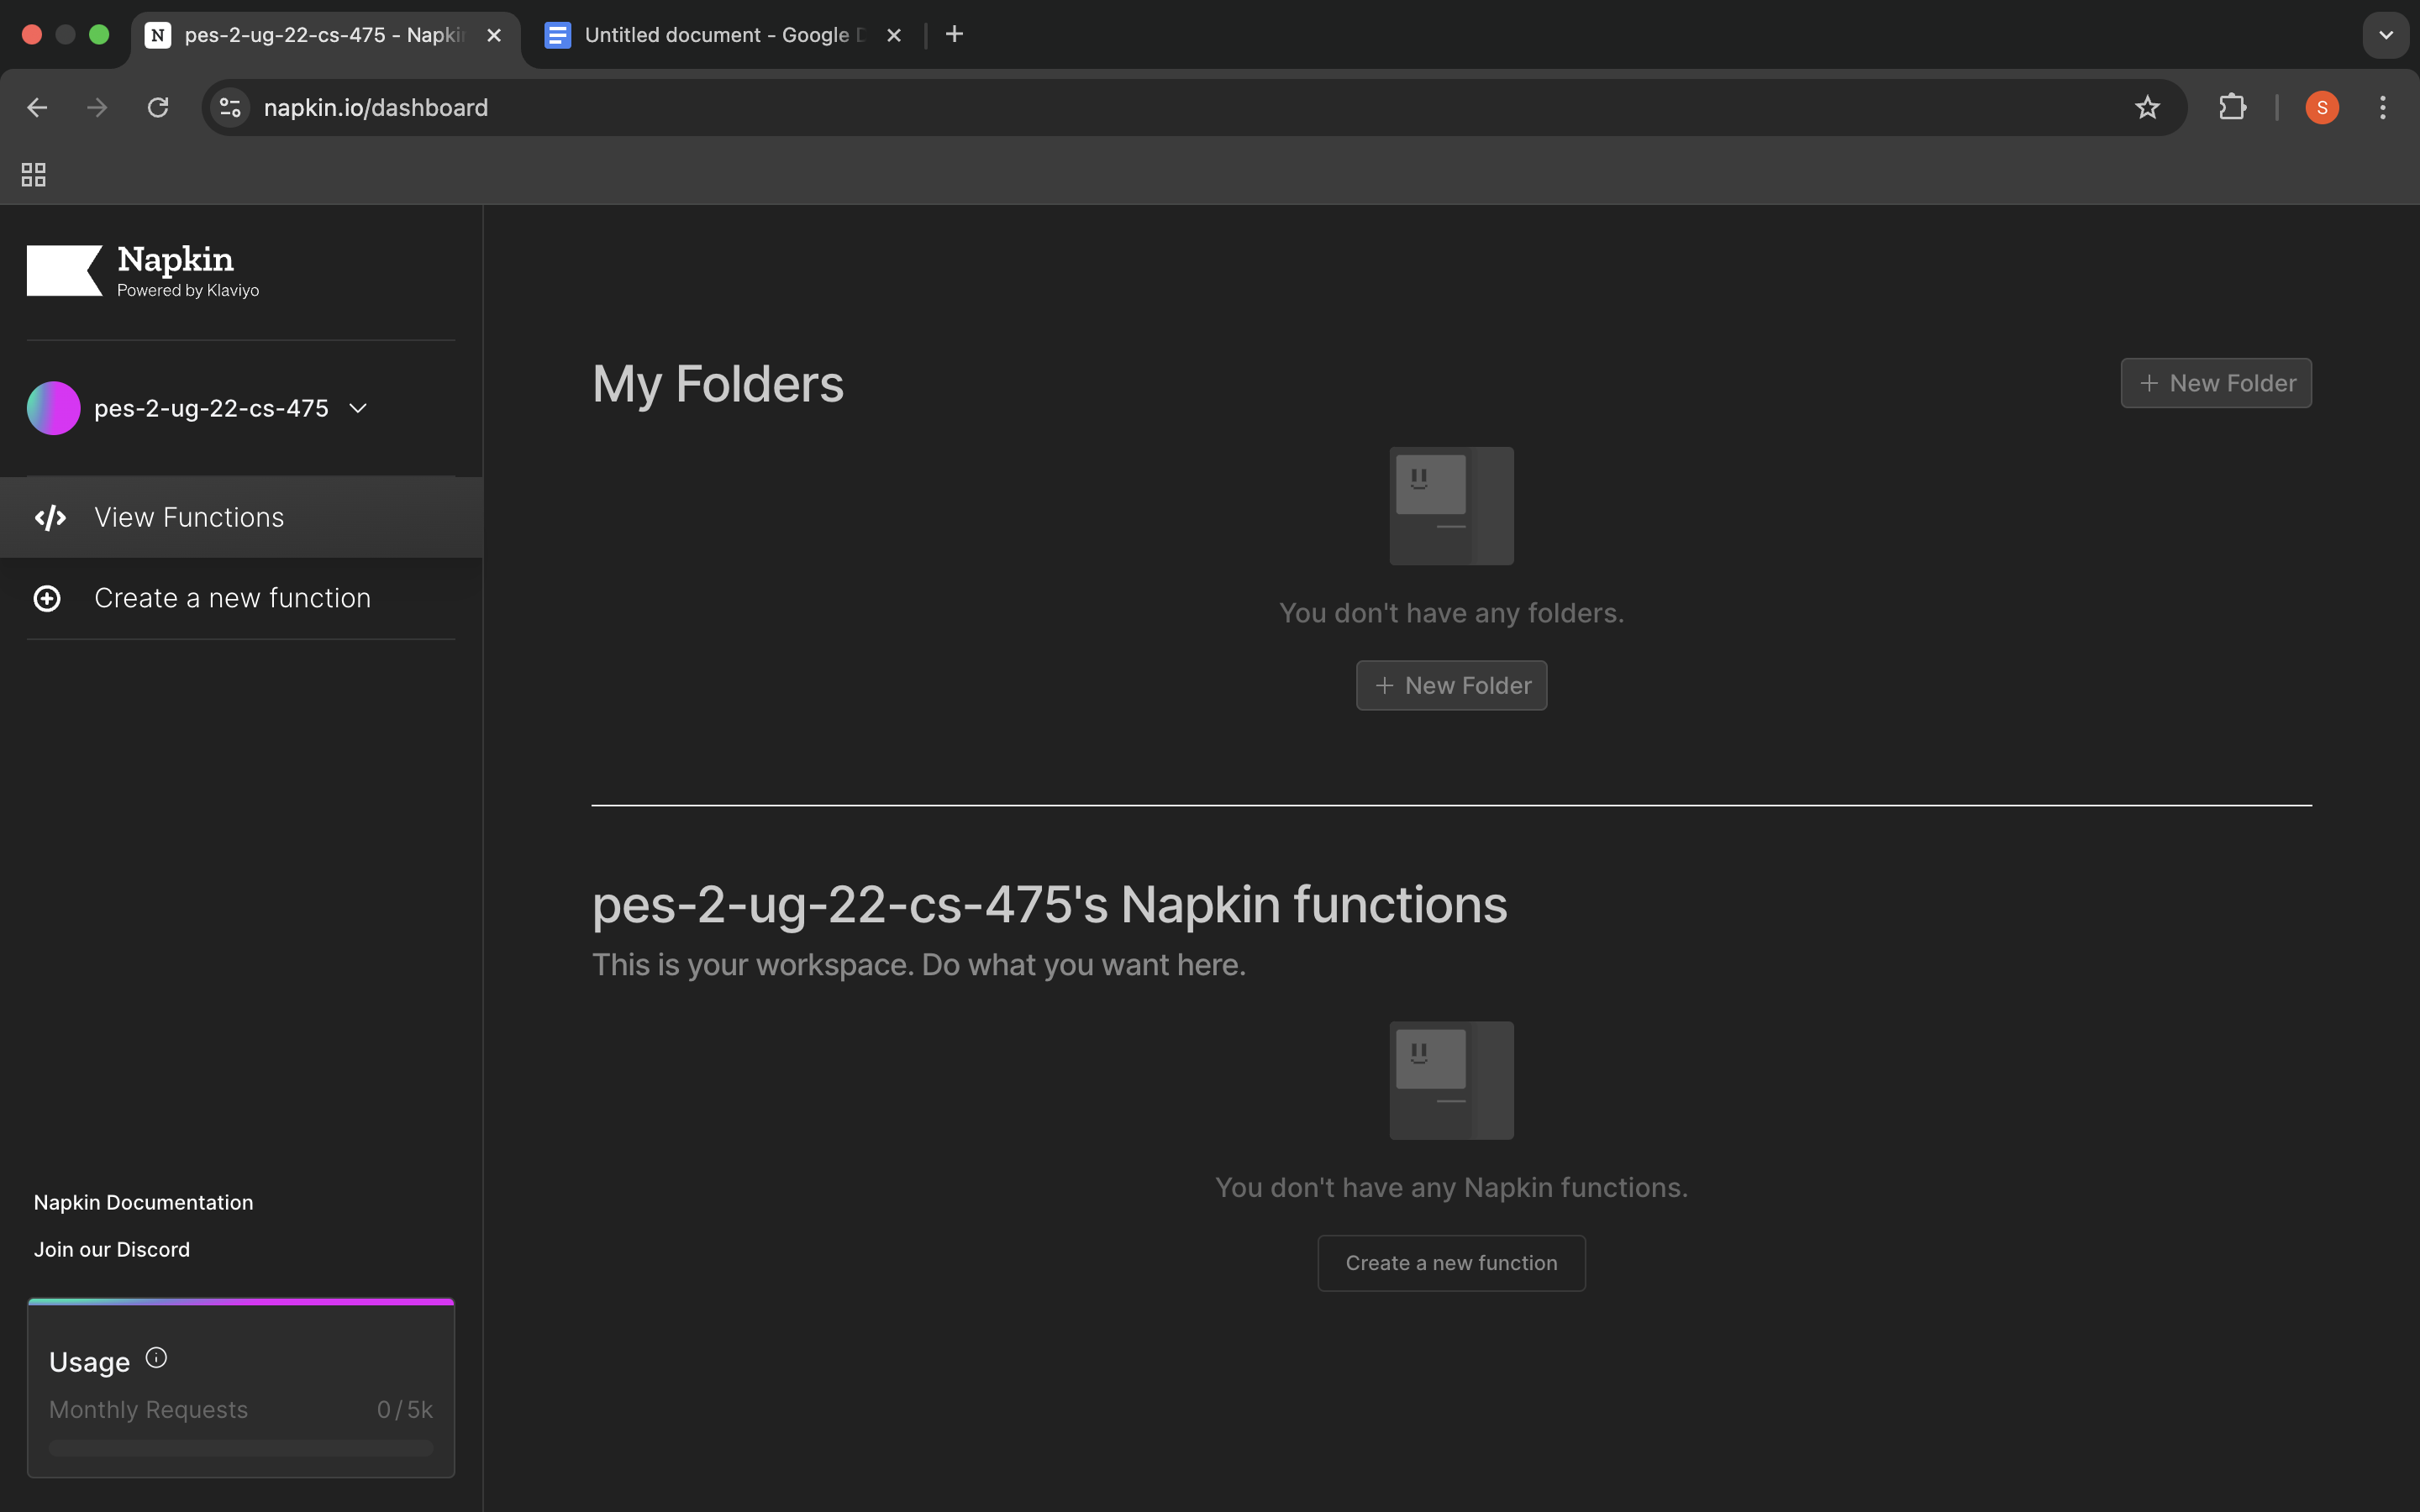 N pes-2-ug-22-cs-475 - Napkin
Untitled document - Google D
napkin.io/dashboard
S
Napkin
Powered by Klaviyo
pes-2-ug-22-cs-475
View Functions
Create a new function
Napkin Documentation
Join our Discord
Usage
Monthly Requests 0/5k
My Folders
+ New Folder
You don't have any folders.
+ New Folder
pes-2-ug-22-cs-475's Napkin functions
This is your workspace. Do what you want here.
You don't have any Napkin functions.
Create a new function